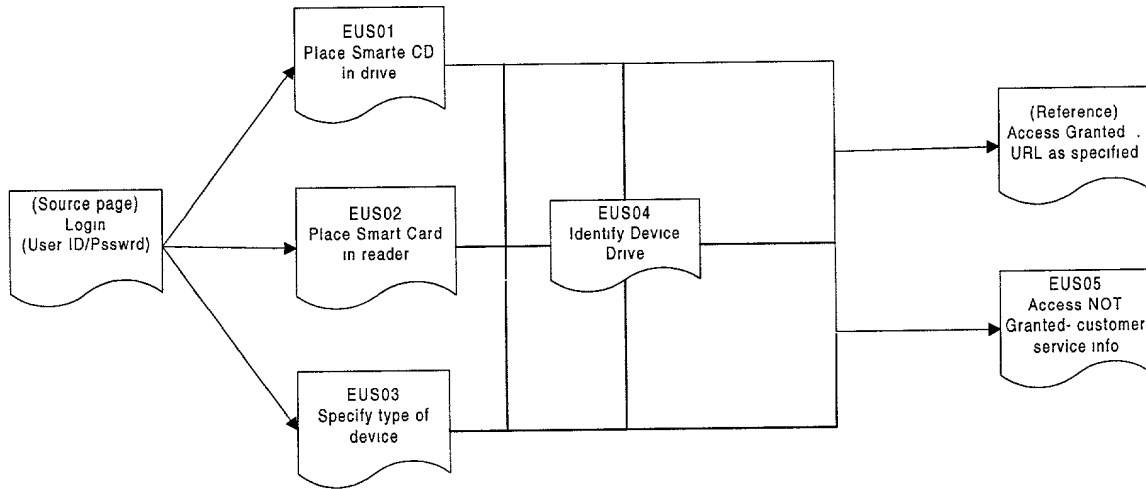 (Source page)
Login
(User ID/Psswrd)
EUS01
Place Smarte CD
in drive
EUS02
Place Smart Card
in reader
EUS03
Specify type of
device
EUS04
Identify Device
Drive
(Reference)
Access Granted .
URL as specified
EUS05
Access NOT
Granted- customer
service info